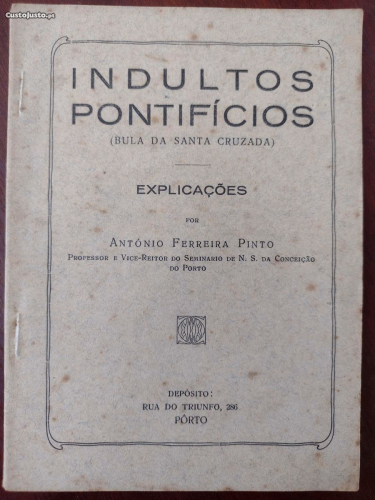 CustoJusto.pt
INDULTOS
PONTIFÍCIOS
(BULA DA SANTA CRUZADA)
EXPLICAÇÕES
POR
ANTÓNIO FERREIRA PINTO
PROFESSOR E VICE-REITOR DO SEMINARIO DE N. S. DA CONCEIÇÃO
DO PORTO
DEPÓSITO:
RUA DO TRIUNFO, 286
PÔRTO